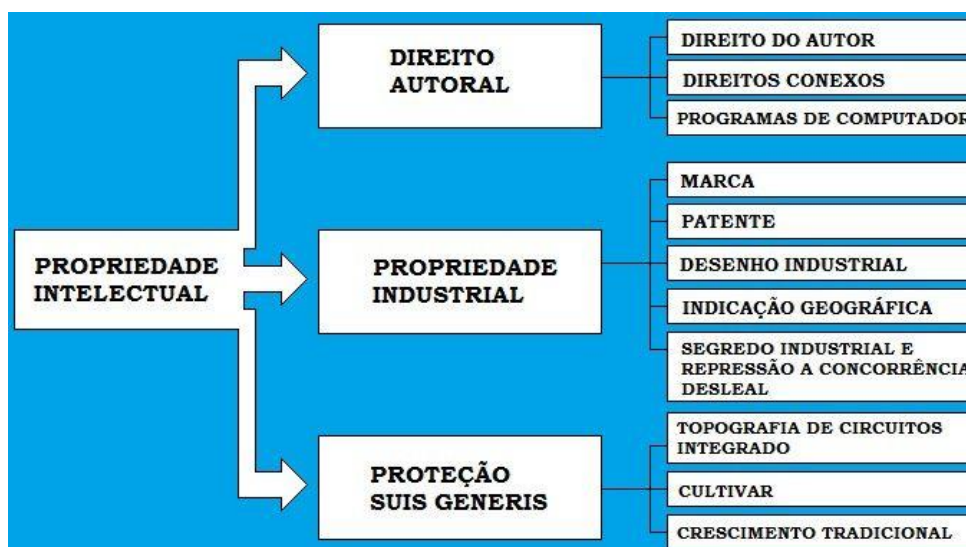 PROPRIEDADE
INTELECTUAL
DIREITO
AUTORAL
DIREITO DO AUTOR
DIREITOS CONEXOS
PROGRAMAS DE COMPUTADOR
PROPRIEDADE
INDUSTRIAL
MARCA
PATENTE
DESENHO INDUSTRIAL
INDICAÇÃO GEOGRÁFICA
SEGREDO INDUSTRIAL E
REPRESSÃO A CONCORRÊNCIA
DESLEAL
PROTEÇÃO
SUIS GENERIS
TOPOGRAFIA DE CIRCUITOS
INTEGRADO
CULTIVAR
CRESCIMENTO TRADICIONAL